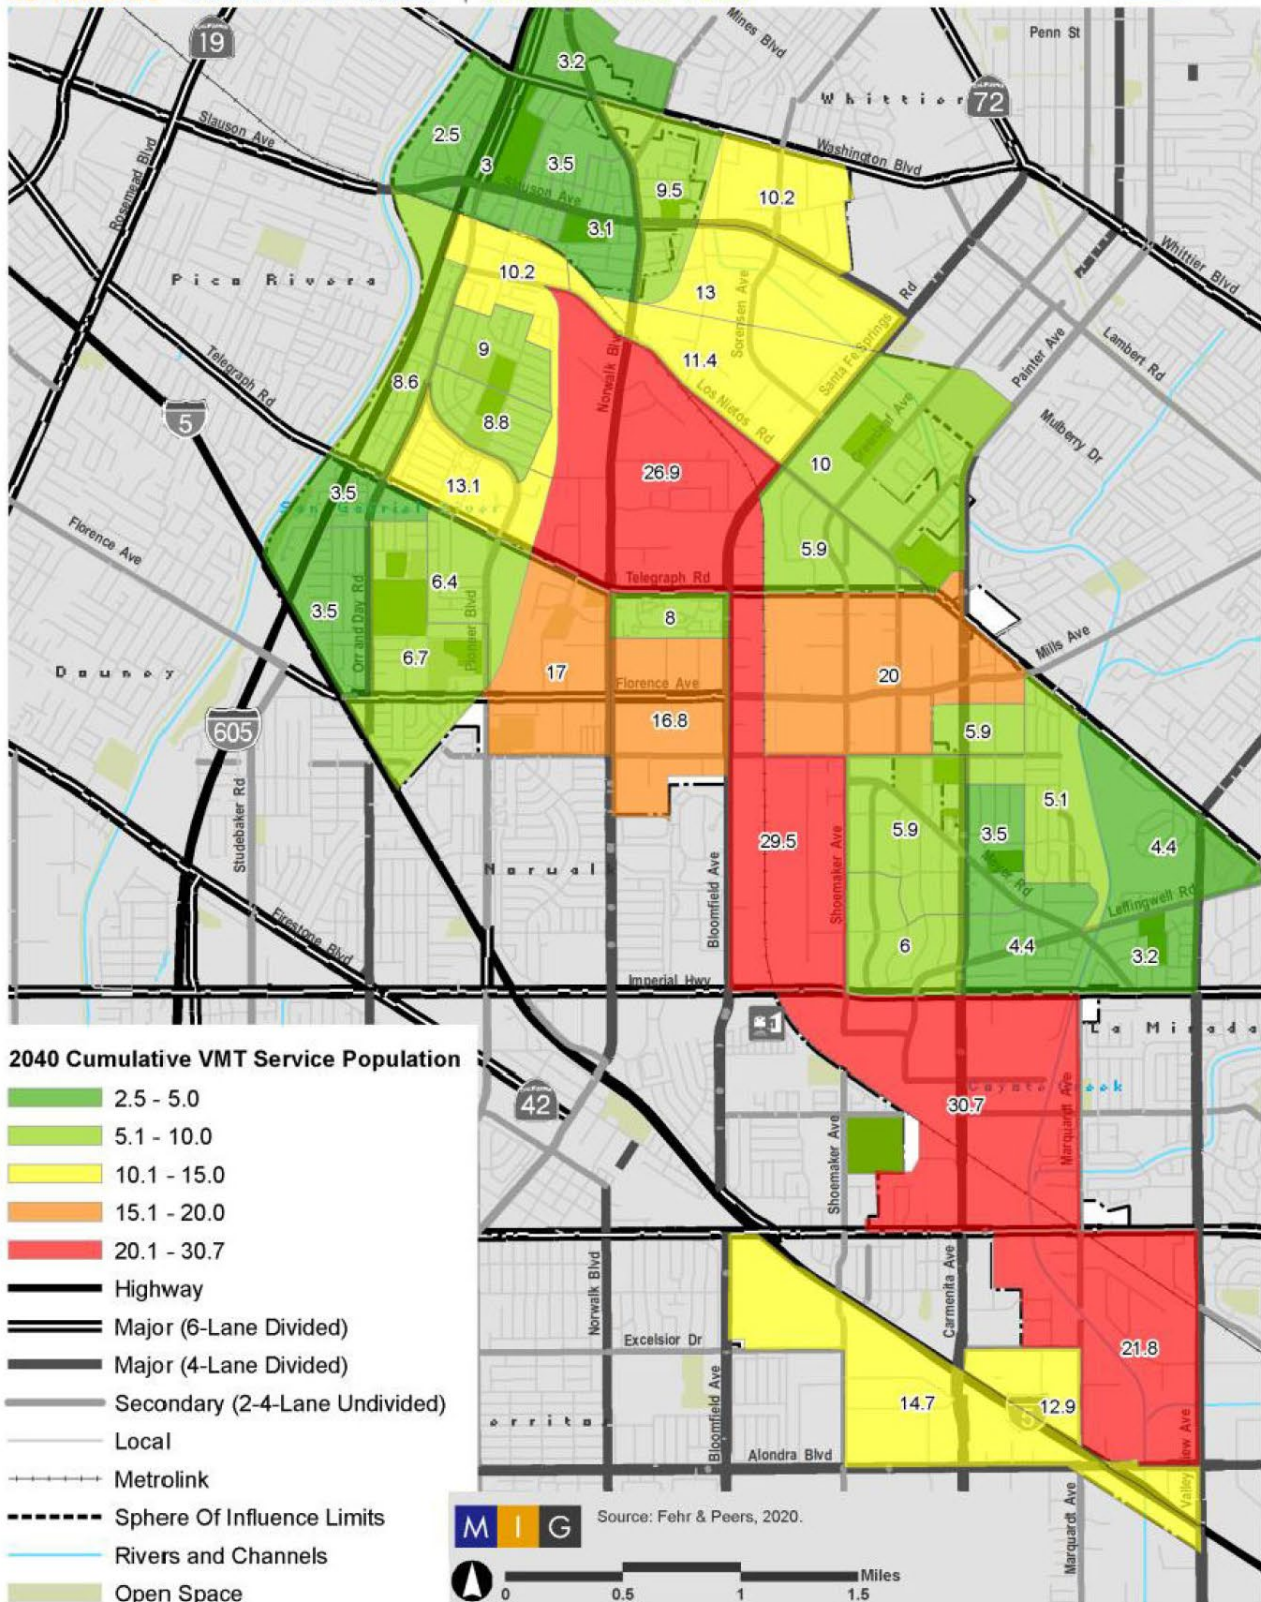 19
Mines Blvd
Penn St
3.2
Whittier
72
Slauson Ave
2.5
3
3.5
Washington Blvd
Rosemead Blvd
Slauson Ave
9.5
10.2
3.1
Whittier Blvd
Pico Rivera
10.2
13
Sorensen Ave
Santa Fe Springs Rd
Painter Ave
Lambert Rd
Telegraph Rd
9
Norwalk Blvd
11.4
Los Nietos Rd
8.6
5
8.8
Greenleaf Ave
Mulberry Dr
26.9
10
13.1
3.5
San Gabriel River
Florence Ave
5.9
Telegraph Rd
6.4
Orr and Day Rd
Pioneer Blvd
3.5
8
Mills Ave
6.7
Downey
17
Florence Ave
20
605
16.8
5.9
Studebaker Rd
5.1
29.5
5.9
3.5
4.4
Norwalk
Bloomfield Ave
Shoemaker Ave
Meyer Rd
Leffingwell Rd
Firestone Blvd
6
4.4
3.2
Imperial Hwy
La Mirada
2040 Cumulative VMT Service Population
2.5 - 5.0
5.1 - 10.0
10.1 - 15.0
15.1 - 20.0
20.1 - 30.7
Highway
Major (6-Lane Divided)
Major (4-Lane Divided)
Secondary (2-4-Lane Undivided)
Local
Metrolink
Sphere Of Influence Limits
Rivers and Channels
Open Space
42
Coyote Creek
30.7
Marquardt Ave
Shoemaker Ave
Norwalk Blvd
Carmenita Ave
Excelsior Dr
21.8
Bloomfield Ave
14.7
12.9
5
Alondra Blvd
Valley View Ave
Marquardt Ave
M I G
Source: Fehr & Peers, 2020.
0 0.5 1 1.5 Miles